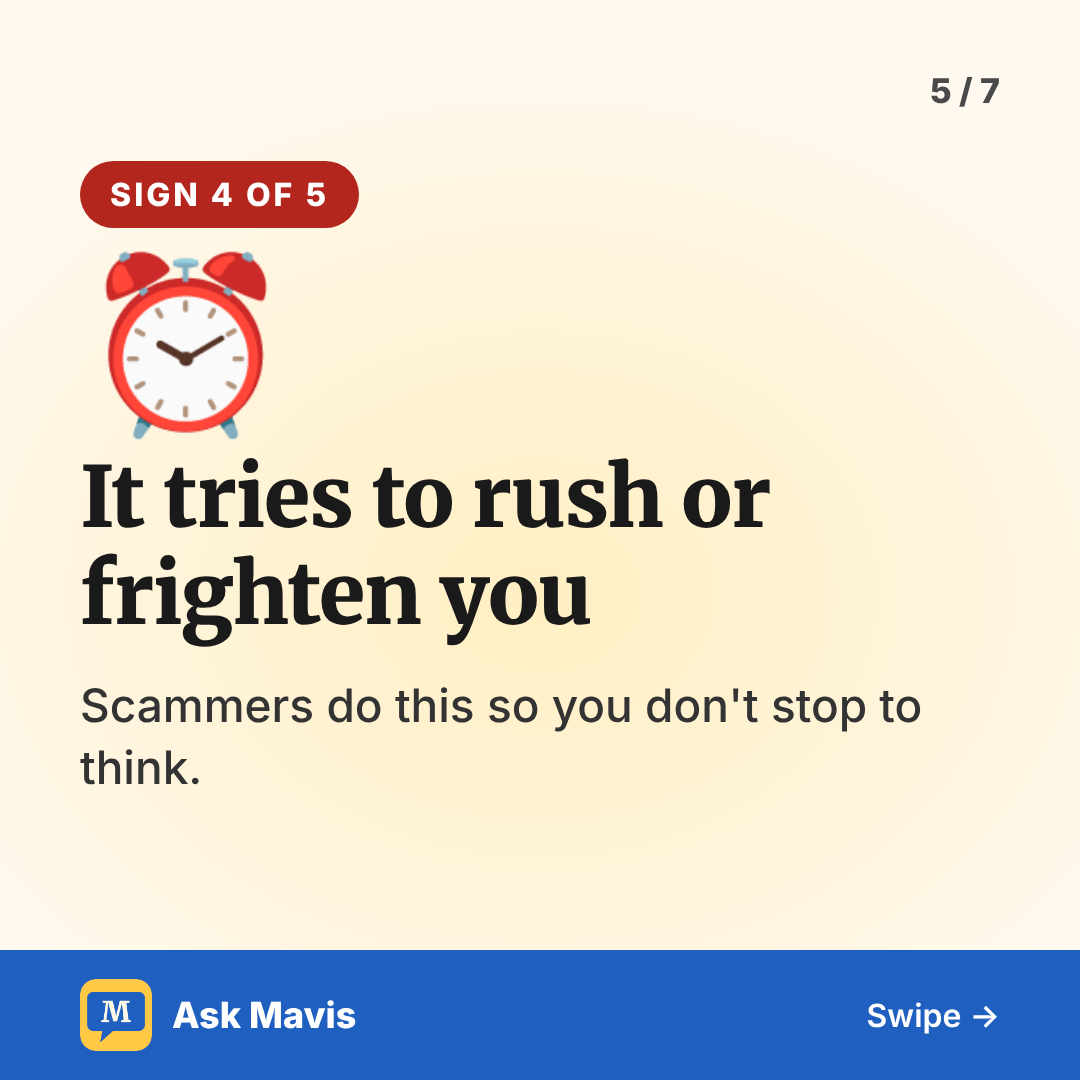 5 / 7
SIGN 4 OF 5
It tries to rush or
frighten you
Scammers do this so you don't stop to
think.
M
Ask Mavis
Swipe →